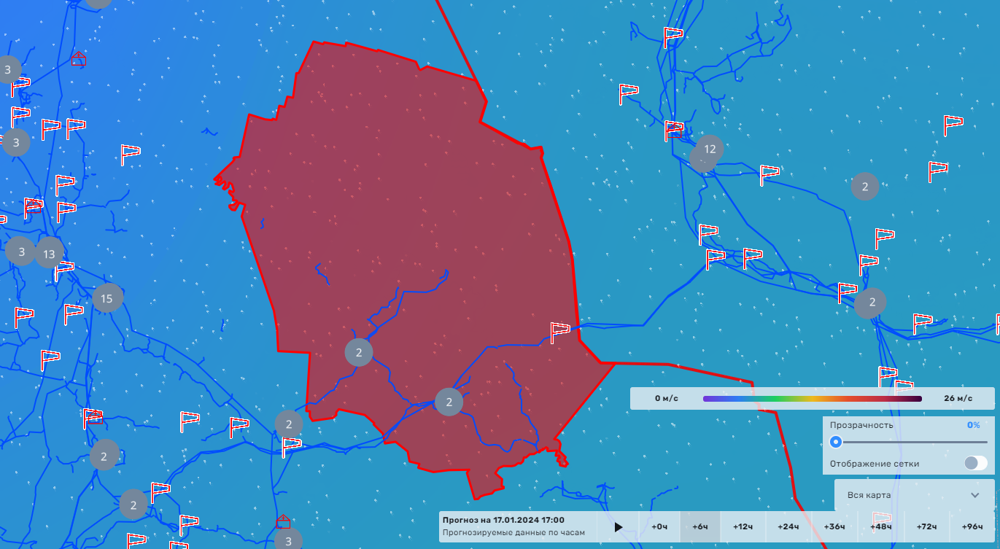 3
3
12
2
3
13
15
2
2
2
2
2
2
2
3
0 м/с
26 м/с
Прозрачность
0%
Отображение сетки
Вся карта
Прогноз на 17.01.2024 17:00
Прогнозируемые данные по часам
+0ч
+6ч
+12ч
+24ч
+36ч
+48ч
+72ч
+96ч